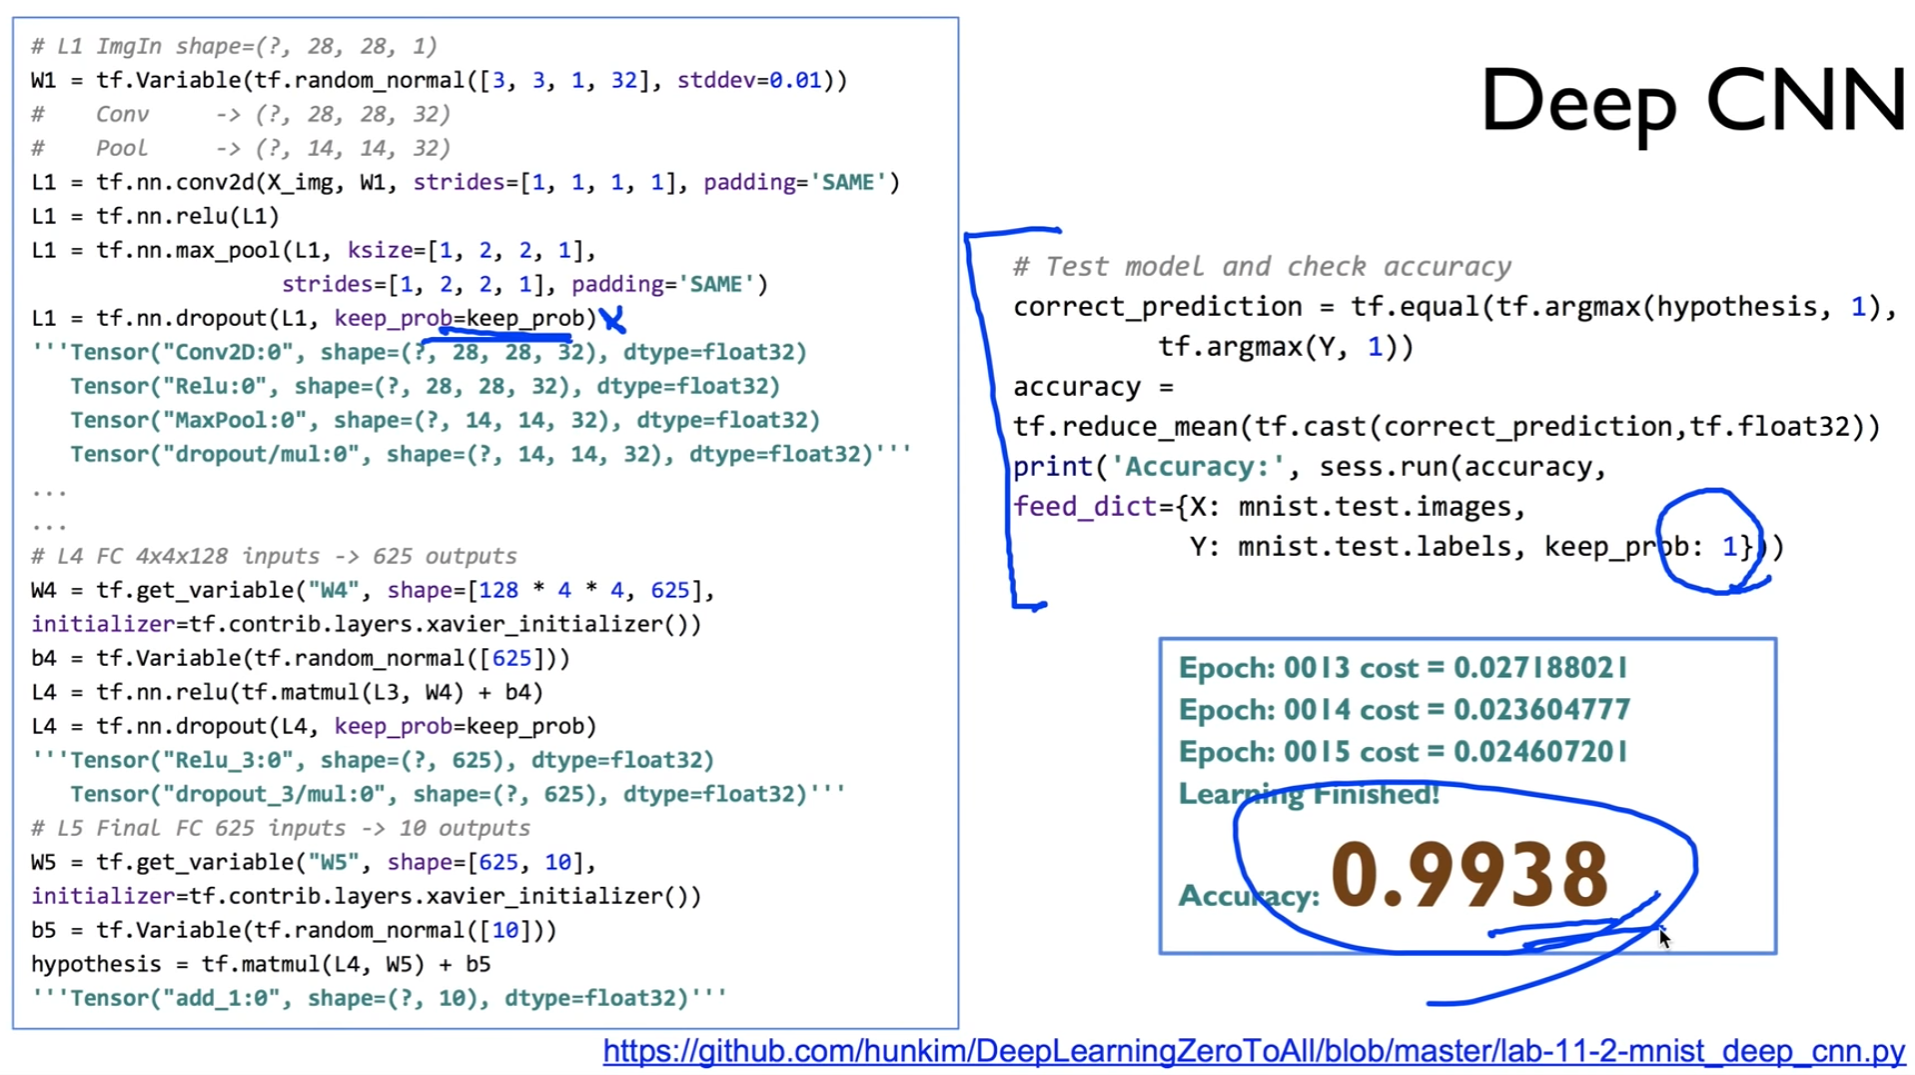 Deep CNN
# L1 ImgIn shape=(?, 28, 28, 1)
W1 = tf.Variable(tf.random_normal([3, 3, 1, 32], stddev=0.01))
#    Conv     -> (?, 28, 28, 32)
#    Pool     -> (?, 14, 14, 32)
L1 = tf.nn.conv2d(X_img, W1, strides=[1, 1, 1, 1], padding='SAME')
L1 = tf.nn.relu(L1)
L1 = tf.nn.max_pool(L1, ksize=[1, 2, 2, 1],
                   strides=[1, 2, 2, 1], padding='SAME')
L1 = tf.nn.dropout(L1, keep_prob=keep_prob)
'''Tensor("Conv2D:0", shape=(?, 28, 28, 32), dtype=float32)
   Tensor("Relu:0", shape=(?, 28, 28, 32), dtype=float32)
   Tensor("MaxPool:0", shape=(?, 14, 14, 32), dtype=float32)
   Tensor("dropout/mul:0", shape=(?, 14, 14, 32), dtype=float32)'''
...
...
# L4 FC 4x4x128 inputs -> 625 outputs
W4 = tf.get_variable("W4", shape=[128 * 4 * 4, 625],
initializer=tf.contrib.layers.xavier_initializer())
b4 = tf.Variable(tf.random_normal([625]))
L4 = tf.nn.relu(tf.matmul(L3, W4) + b4)
L4 = tf.nn.dropout(L4, keep_prob=keep_prob)
'''Tensor("Relu_3:0", shape=(?, 625), dtype=float32)
   Tensor("dropout_3/mul:0", shape=(?, 625), dtype=float32)'''
# L5 Final FC 625 inputs -> 10 outputs
W5 = tf.get_variable("W5", shape=[625, 10],
initializer=tf.contrib.layers.xavier_initializer())
b5 = tf.Variable(tf.random_normal([10]))
hypothesis = tf.matmul(L4, W5) + b5
'''Tensor("add_1:0", shape=(?, 10), dtype=float32)'''
# Test model and check accuracy
correct_prediction = tf.equal(tf.argmax(hypothesis, 1),
         tf.argmax(Y, 1))
accuracy =
tf.reduce_mean(tf.cast(correct_prediction,tf.float32))
print('Accuracy:', sess.run(accuracy,
feed_dict={X: mnist.test.images,
           Y: mnist.test.labels, keep_prob: 1}))
Epoch: 0013 cost = 0.027188021
Epoch: 0014 cost = 0.023604777
Epoch: 0015 cost = 0.024607201
Learning Finished!
Accuracy: 0.9938
https://github.com/hunkim/DeepLearningZeroToAll/blob/master/lab-11-2-mnist_deep_cnn.py